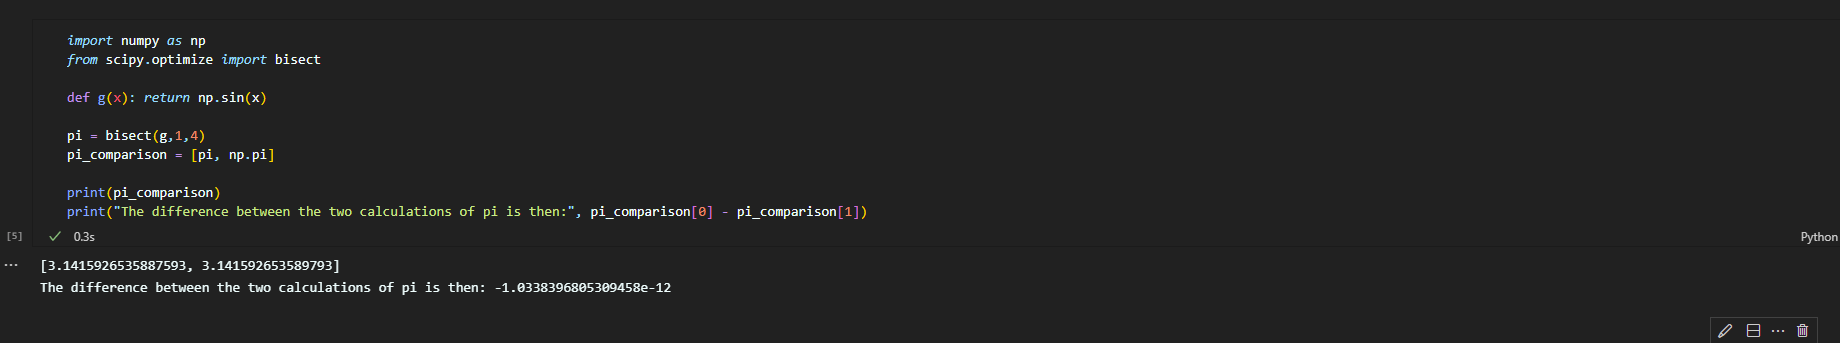 import numpy as np
from scipy.optimize import bisect
def g(x): return np.sin(x)
pi = bisect(g,1,4)
pi_comparison = [pi, np.pi]
print(pi_comparison)
print("The difference between the two calculations of pi is then:", pi_comparison[0] - pi_comparison[1])
[5] 0.3s
Python
[3.1415926535887593, 3.141592653589793]
The difference between the two calculations of pi is then: -1.0338396805309458e-12